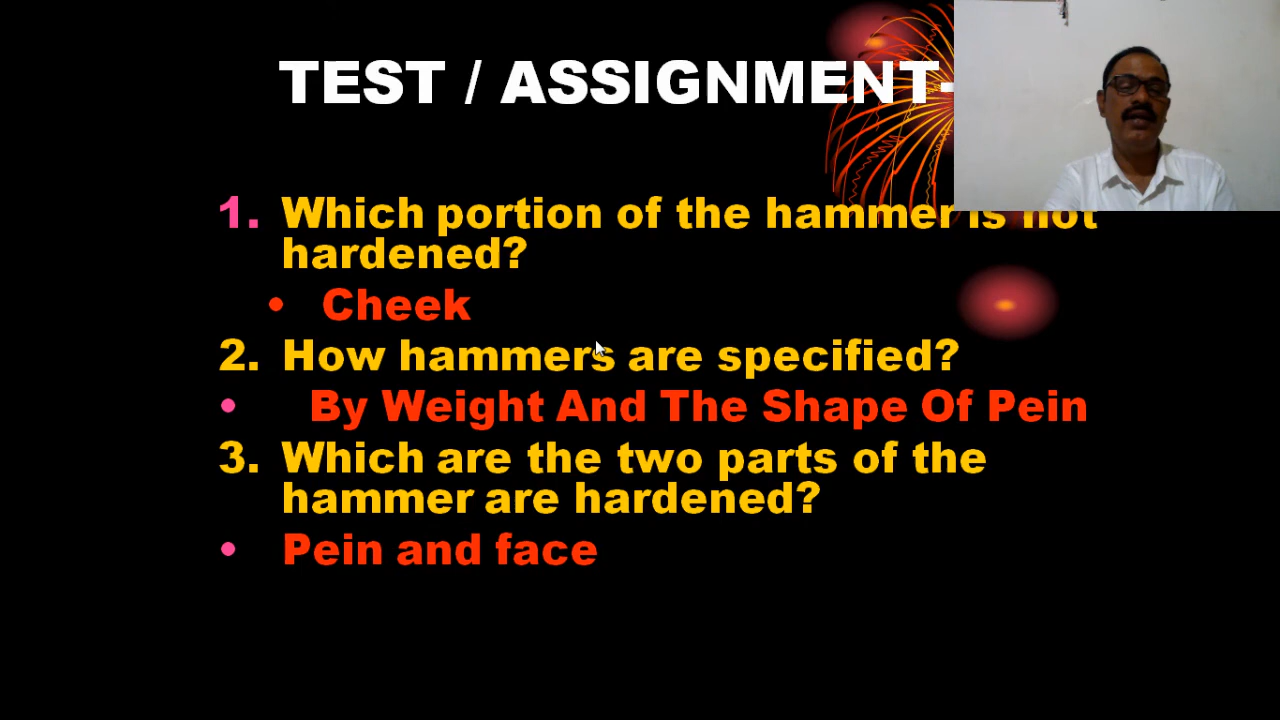 TEST / ASSIGNMENT-
1. Which portion of the hammer is not
hardened?
• Cheek
2. How hammers are specified?
• By Weight And The Shape Of Pein
3. Which are the two parts of the
hammer are hardened?
• Pein and face